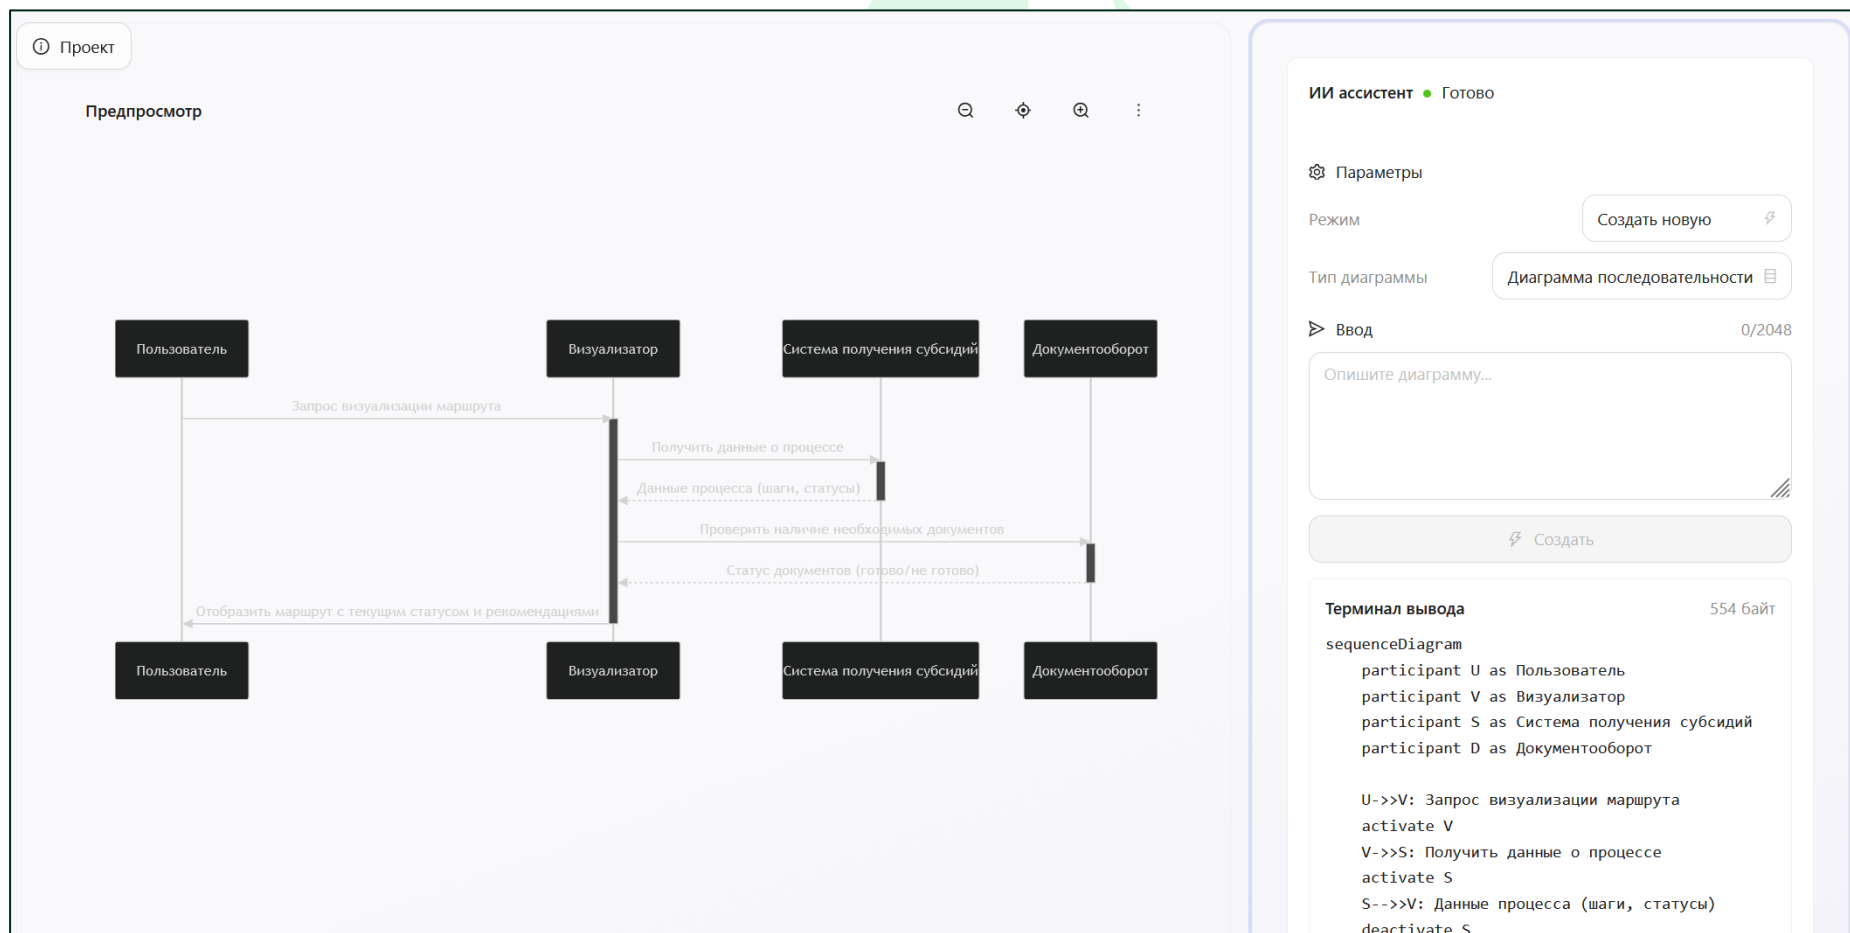 Проект
Предпросмотр
Пользователь
Визуализатор
Система получения субсидий
Документооборот
Запрос визуализации маршрута
Получить данные о процессе
Данные процесса (шаги, статусы)
Проверить наличие необходимых документов
Статус документов (готово/не готово)
Отобразить маршрут с текущим статусом и рекомендациями
Пользователь
Визуализатор
Система получения субсидий
Документооборот
ИИ ассистент
Готово
Параметры
Режим
Создать новую
Тип диаграммы
Диаграмма последовательности
Ввод
0/2048
Опишите диаграмму...
Создать
Терминал вывода
554 байт
sequenceDiagram
participant U as Пользователь
participant V as Визуализатор
participant S as Система получения субсидий
participant D as Документооборот
U->>V: Запрос визуализации маршрута
activate V
V->>S: Получить данные о процессе
activate S
S-->>V: Данные процесса (шаги, статусы)
deactivate S